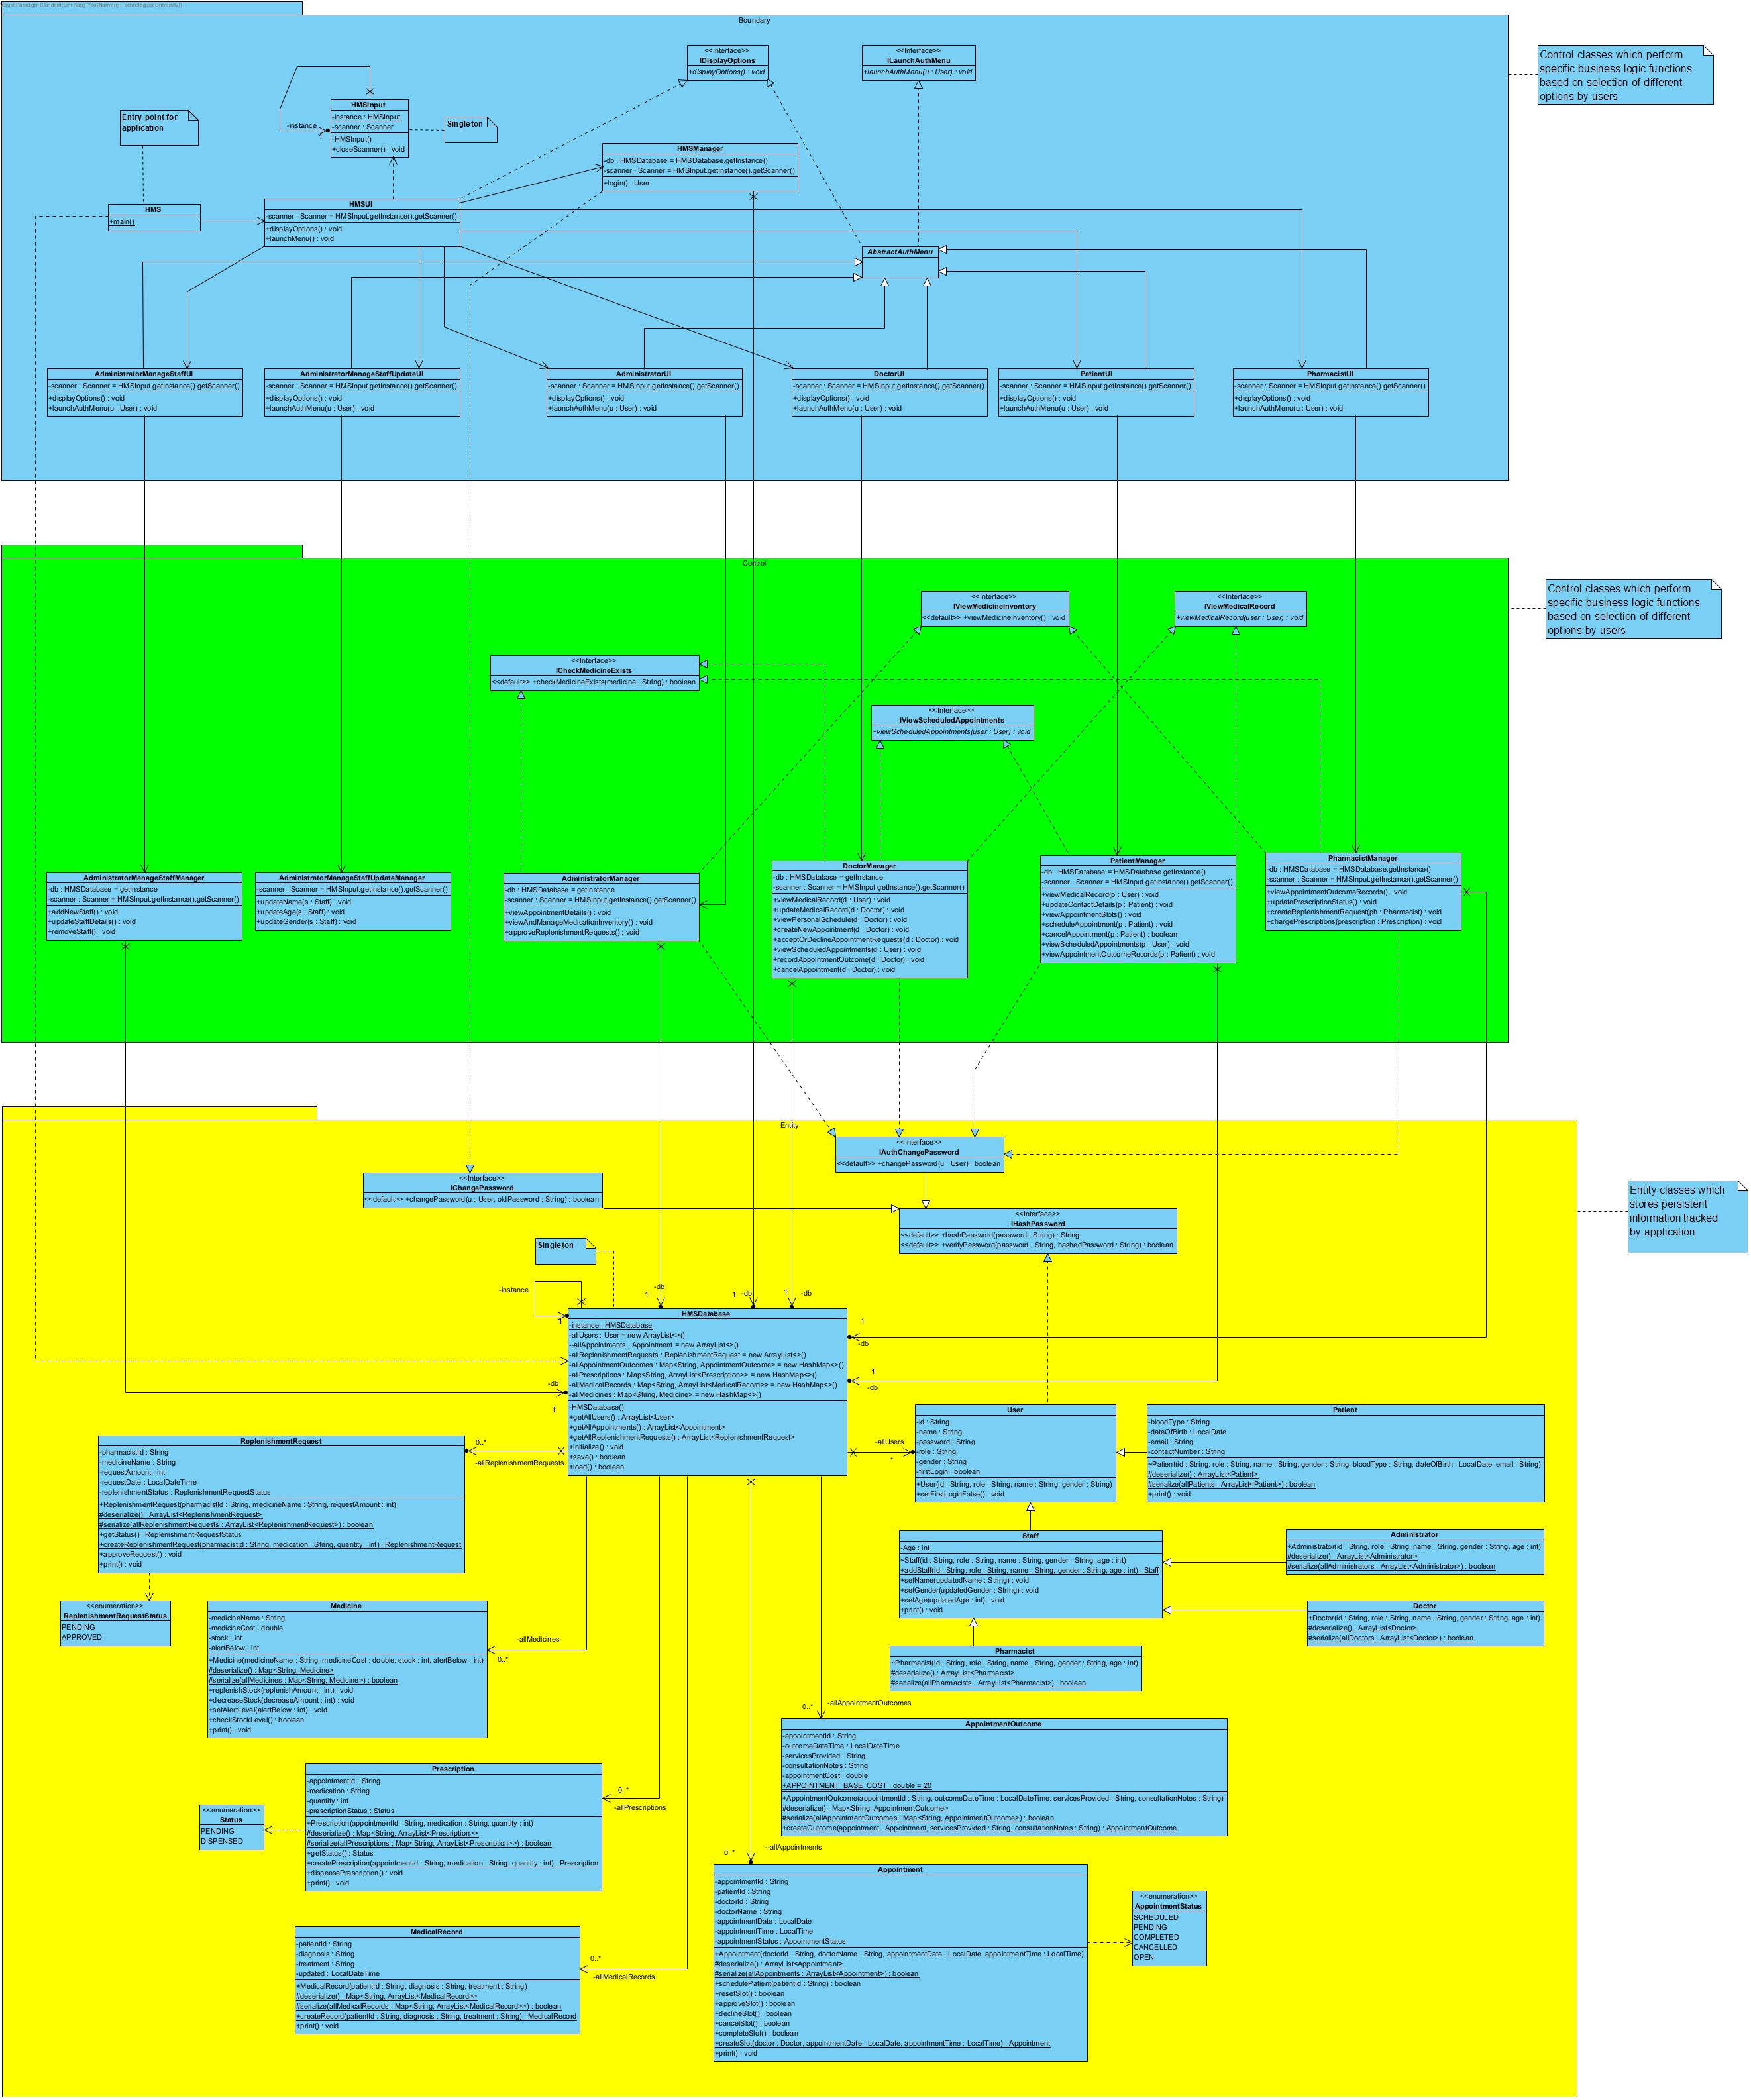 Visual Paradigm Standard(Lim Kang You(Nanyang Technological University))
Boundary
<<Interface>>
IDisplayOptions
+displayOptions() : void
<<Interface>>
ILaunchAuthMenu
+launchAuthMenu(u : User) : void
Control classes which perform
specific business logic functions
based on selection of different
options by users
HMSInput
-instance : HMSInput
-scanner : Scanner
-HMSInput()
+closeScanner() : void
-instance
1
Singleton
Entry point for
application
HMSManager
-db : HMSDatabase = HMSDatabase.getInstance()
-scanner : Scanner = HMSInput.getInstance().getScanner()
+login() : User
HMS
+main()
HMSUI
-scanner : Scanner = HMSInput.getInstance().getScanner()
+displayOptions() : void
+launchMenu() : void
AbstractAuthMenu
AdministratorManageStaffUI
-scanner : Scanner = HMSInput.getInstance().getScanner()
+displayOptions() : void
+launchAuthMenu(u : User) : void
AdministratorManageStaffUpdateUI
-scanner : Scanner = HMSInput.getInstance().getScanner()
+displayOptions() : void
+launchAuthMenu(u : User) : void
AdministratorUI
-scanner : Scanner = HMSInput.getInstance().getScanner()
+displayOptions() : void
+launchAuthMenu(u : User) : void
DoctorUI
-scanner : Scanner = HMSInput.getInstance().getScanner()
+displayOptions() : void
+launchAuthMenu(u : User) : void
PatientUI
-scanner : Scanner = HMSInput.getInstance().getScanner()
+displayOptions() : void
+launchAuthMenu(u : User) : void
PharmacistUI
-scanner : Scanner = HMSInput.getInstance().getScanner()
+displayOptions() : void
+launchAuthMenu(u : User) : void
Control
<<Interface>>
IViewMedicineInventory
<<default>> +viewMedicineInventory() : void
<<Interface>>
IViewMedicalRecord
+viewMedicalRecord(user : User) : void
Control classes which perform
specific business logic functions
based on selection of different
options by users
<<Interface>>
ICheckMedicineExists
<<default>> +checkMedicineExists(medicine : String) : boolean
<<Interface>>
IViewScheduledAppointments
+viewScheduledAppointments(user : User) : void
AdministratorManageStaffManager
-db : HMSDatabase = getInstance
-scanner : Scanner = HMSInput.getInstance().getScanner()
+addNewStaff() : void
+updateStaffDetails() : void
+removeStaff() : void
AdministratorManageStaffUpdateManager
-scanner : Scanner = HMSInput.getInstance().getScanner()
+updateName(s : Staff) : void
+updateAge(s : Staff) : void
+updateGender(s : Staff) : void
AdministratorManager
-db : HMSDatabase = getInstance
-scanner : Scanner = HMSInput.getInstance().getScanner()
+viewAppointmentDetails() : void
+viewAndManageMedicationInventory() : void
+approveReplenishmentRequests() : void
DoctorManager
-db : HMSDatabase = getInstance
-scanner : Scanner = HMSInput.getInstance().getScanner()
+viewMedicalRecord(d : User) : void
+updateMedicalRecord(d : Doctor) : void
+viewPersonalSchedule(d : Doctor) : void
+createNewAppointment(d : Doctor) : void
+acceptOrDeclineAppointmentRequests(d : Doctor) : void
+viewScheduledAppointments(d : User) : void
+recordAppointmentOutcome(d : Doctor) : void
+cancelAppointment(d : Doctor) : void
PatientManager
-db : HMSDatabase = HMSDatabase.getInstance()
-scanner : Scanner = HMSInput.getInstance().getScanner()
+viewMedicalRecord(p : User) : void
+updateContactDetails(p : Patient) : void
+viewAppointmentSlots() : void
+scheduleAppointment(p : Patient) : void
+cancelAppointment(p : Patient) : boolean
+viewScheduledAppointments(p : User) : void
+viewAppointmentOutcomeRecords(p : Patient) : void
PharmacistManager
-db : HMSDatabase = HMSDatabase.getInstance()
-scanner : Scanner = HMSInput.getInstance().getScanner()
+viewAppointmentOutcomeRecords() : void
+updatePrescriptionStatus() : void
+createReplenishmentRequest(ph : Pharmacist) : void
+chargePrescriptions(prescription : Prescription) : void
Entity
<<Interface>>
IAuthChangePassword
<<default>> +changePassword(u : User) : boolean
<<Interface>>
IChangePassword
<<default>> +changePassword(u : User, oldPassword : String) : boolean
<<Interface>>
IHashPassword
<<default>> +hashPassword(password : String) : String
<<default>> +verifyPassword(password : String, hashedPassword : String) : boolean
Entity classes which
stores persistent
information tracked
by application
Singleton
-instance
1
-db
1
-db
1
-db
1
HMSDatabase
-instance : HMSDatabase
-allUsers : User = new ArrayList<>()
--allAppointments : Appointment = new ArrayList<>()
-allReplenishmentRequests : ReplenishmentRequest = new ArrayList<>()
-allAppointmentOutcomes : Map<String, AppointmentOutcome> = new HashMap<>()
-allPrescriptions : Map<String, ArrayList<Prescription>> = new HashMap<>()
-allMedicalRecords : Map<String, ArrayList<MedicalRecord>> = new HashMap<>()
-allMedicines : Map<String, Medicine> = new HashMap<>()
-HMSDatabase()
+getAllUsers() : ArrayList<User>
+getAllAppointments() : ArrayList<Appointment>
+getAllReplenishmentRequests() : ArrayList<ReplenishmentRequest>
+initialize() : void
+save() : boolean
+load() : boolean
1
-db
1
-db
-db
1
ReplenishmentRequest
-pharmacistId : String
-medicineName : String
-requestAmount : int
-requestDate : LocalDateTime
-replenishmentStatus : ReplenishmentRequestStatus
+ReplenishmentRequest(pharmacistId : String, medicineName : String, requestAmount : int)
#deserialize() : ArrayList<ReplenishmentRequest>
#serialize(allReplenishmentRequests : ArrayList<ReplenishmentRequest>) : boolean
+getStatus() : ReplenishmentRequestStatus
+createReplenishmentRequest(pharmacistId : String, medication : String, quantity : int) : ReplenishmentRequest
+approveRequest() : void
+print() : void
0..*
-allReplenishmentRequests
-allUsers
*
User
-id : String
-name : String
-password : String
-role : String
-gender : String
-firstLogin : boolean
+User(id : String, role : String, name : String, gender : String)
+setFirstLoginFalse() : void
Patient
-bloodType : String
-dateOfBirth : LocalDate
-email : String
-contactNumber : String
~Patient(id : String, role : String, name : String, gender : String, bloodType : String, dateOfBirth : LocalDate, email : String)
#deserialize() : ArrayList<Patient>
#serialize(allPatients : ArrayList<Patient>) : boolean
+print() : void
Staff
-Age : int
~Staff(id : String, role : String, name : String, gender : String, age : int)
+addStaff(id : String, role : String, name : String, gender : String, age : int) : Staff
+setName(updatedName : String) : void
+setGender(updatedGender : String) : void
+setAge(updatedAge : int) : void
+print() : void
Administrator
+Administrator(id : String, role : String, name : String, gender : String, age : int)
#deserialize() : ArrayList<Administrator>
#serialize(allAdministrators : ArrayList<Administrator>) : boolean
Doctor
+Doctor(id : String, role : String, name : String, gender : String, age : int)
#deserialize() : ArrayList<Doctor>
#serialize(allDoctors : ArrayList<Doctor>) : boolean
Pharmacist
~Pharmacist(id : String, role : String, name : String, gender : String, age : int)
#deserialize() : ArrayList<Pharmacist>
#serialize(allPharmacists : ArrayList<Pharmacist>) : boolean
<<enumeration>>
ReplenishmentRequestStatus
PENDING
APPROVED
Medicine
-medicineName : String
-medicineCost : double
-stock : int
-alertBelow : int
+Medicine(medicineName : String, medicineCost : double, stock : int, alertBelow : int)
#deserialize() : Map<String, Medicine>
#serialize(allMedicines : Map<String, Medicine>) : boolean
+replenishStock(replenishAmount : int) : void
+decreaseStock(decreaseAmount : int) : void
+setAlertLevel(alertBelow : int) : void
+checkStockLevel() : boolean
+print() : void
-allMedicines
0..*
-allAppointmentOutcomes
0..*
AppointmentOutcome
-appointmentId : String
-outcomeDateTime : LocalDateTime
-servicesProvided : String
-consultationNotes : String
-appointmentCost : double
+APPOINTMENT_BASE_COST : double = 20
+AppointmentOutcome(appointmentId : String, outcomeDateTime : LocalDateTime, servicesProvided : String, consultationNotes : String)
#deserialize() : Map<String, AppointmentOutcome>
#serialize(allAppointmentOutcomes : Map<String, AppointmentOutcome>) : boolean
+createOutcome(appointment : Appointment, servicesProvided : String, consultationNotes : String) : AppointmentOutcome
Prescription
-appointmentId : String
-medication : String
-quantity : int
-prescriptionStatus : Status
+Prescription(appointmentId : String, medication : String, quantity : int)
#deserialize() : Map<String, ArrayList<Prescription>>
#serialize(allPrescriptions : Map<String, ArrayList<Prescription>>) : boolean
+getStatus() : Status
+createPrescription(appointmentId : String, medication : String, quantity : int) : Prescription
+dispensePrescription() : void
+print() : void
0..*
-allPrescriptions
<<enumeration>>
Status
PENDING
DISPENSED
--allAppointments
0..*
Appointment
-appointmentId : String
-patientId : String
-doctorId : String
-doctorName : String
-appointmentDate : LocalDate
-appointmentTime : LocalTime
-appointmentStatus : AppointmentStatus
+Appointment(doctorId : String, doctorName : String, appointmentDate : LocalDate, appointmentTime : LocalTime)
#deserialize() : ArrayList<Appointment>
#serialize(allAppointments : ArrayList<Appointment>) : boolean
+schedulePatient(patientId : String) : boolean
+resetSlot() : boolean
+approveSlot() : boolean
+declineSlot() : boolean
+cancelSlot() : boolean
+completeSlot() : boolean
+createSlot(doctor : Doctor, appointmentDate : LocalDate, appointmentTime : LocalTime) : Appointment
+print() : void
<<enumeration>>
AppointmentStatus
SCHEDULED
PENDING
COMPLETED
CANCELLED
OPEN
MedicalRecord
-patientId : String
-diagnosis : String
-treatment : String
-updated : LocalDateTime
+MedicalRecord(patientId : String, diagnosis : String, treatment : String)
#deserialize() : Map<String, ArrayList<MedicalRecord>>
#serialize(allMedicalRecords : Map<String, ArrayList<MedicalRecord>>) : boolean
+createRecord(patientId : String, diagnosis : String, treatment : String) : MedicalRecord
+print() : void
0..*
-allMedicalRecords